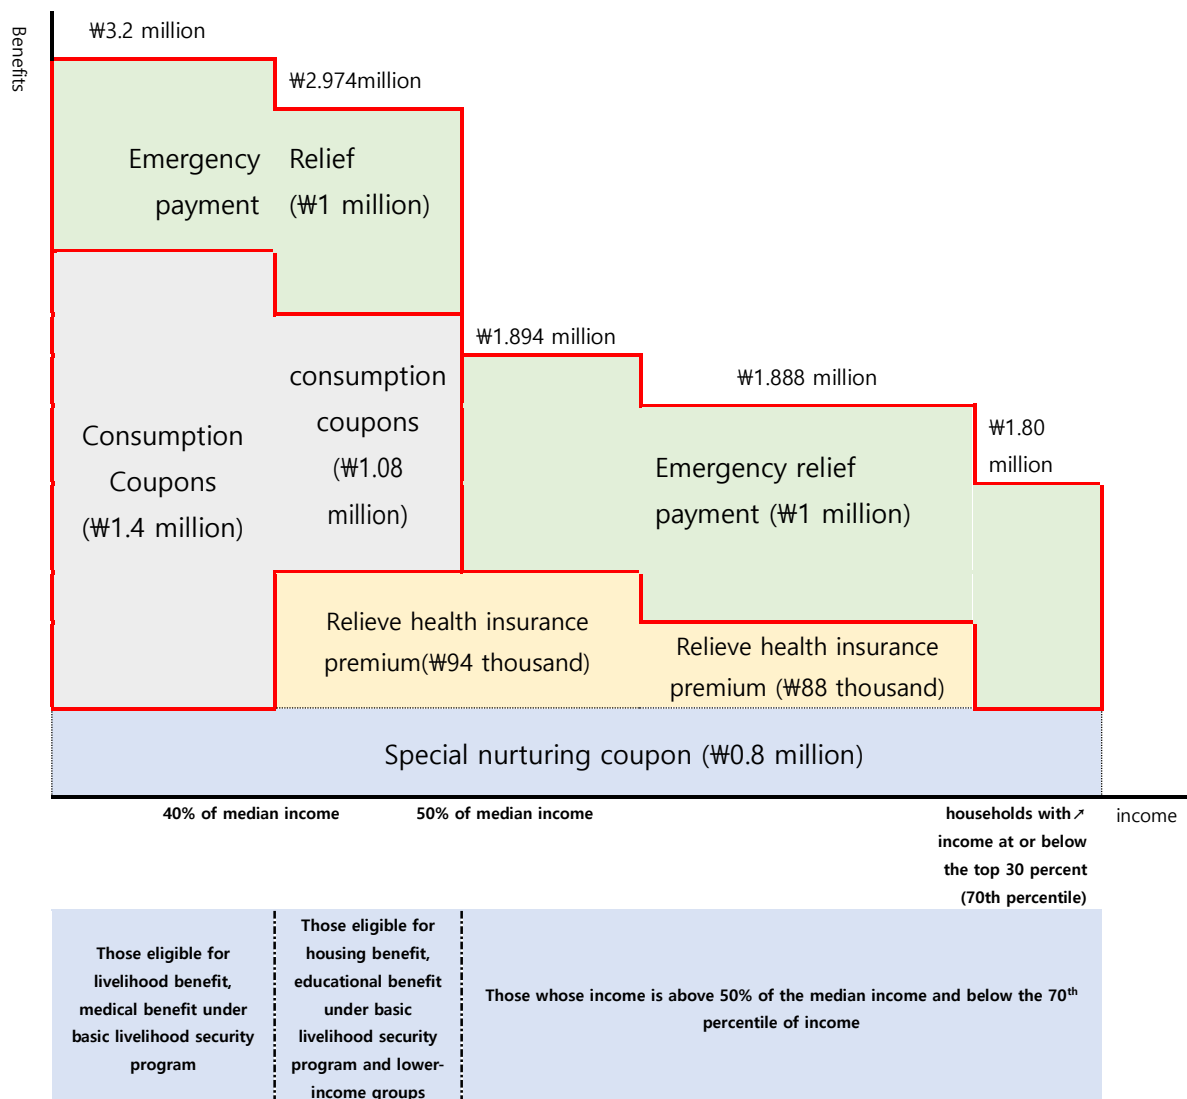 Benefits
₩3.2 million
₩2.974million
Emergency
payment
Relief
(₩1 million)
₩1.894 million
₩1.888 million
₩1.80
million
consumption
coupons
(₩1.08
million)
Consumption
Coupons
(₩1.4 million)
Emergency relief
payment (₩1 million)
Relieve health insurance
premium(₩94 thousand)
Relieve health insurance
premium (₩88 thousand)
Special nurturing coupon (₩0.8 million)
40% of median income
50% of median income
households with↗
income at or below
the top 30 percent
(70th percentile)
income
Those eligible for
livelihood benefit,
medical benefit under
basic livelihood security
program
Those eligible for
housing benefit,
educational benefit
under basic
livelihood security
program and lower-
income groups
Those whose income is above 50% of the median income and below the 70th
percentile of income